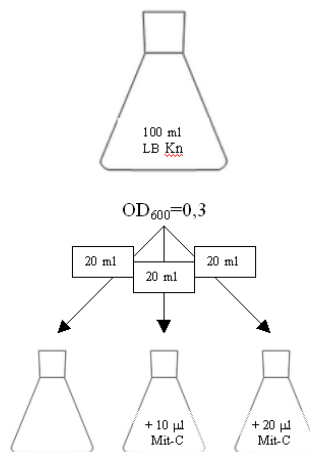 100 ml
LB Kn
OD₆₀₀=0,3
20 ml
20 ml
20 ml
+ 10 µl
Mit-C
+ 20 µl
Mit-C